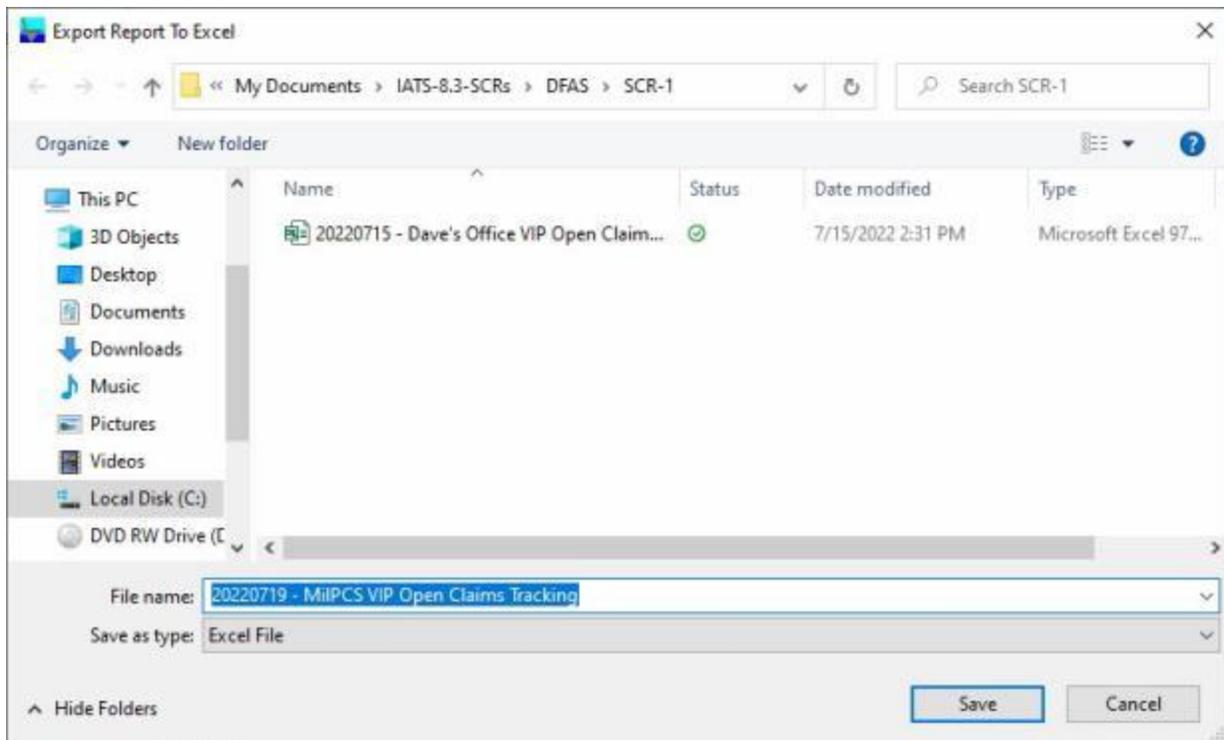 Export Report To Excel
« My Documents › IATS-8.3-SCRs › DFAS › SCR-1
Search SCR-1
Organize
New folder
Name Status Date modified Type
20220715 - Dave's Office VIP Open Claim... 7/15/2022 2:31 PM Microsoft Excel 97...
This PC
3D Objects
Desktop
Documents
Downloads
Music
Pictures
Videos
Local Disk (C:)
DVD RW Drive (D
File name: 20220719 - MilPCS VIP Open Claims Tracking
Save as type: Excel File
Hide Folders
Save
Cancel